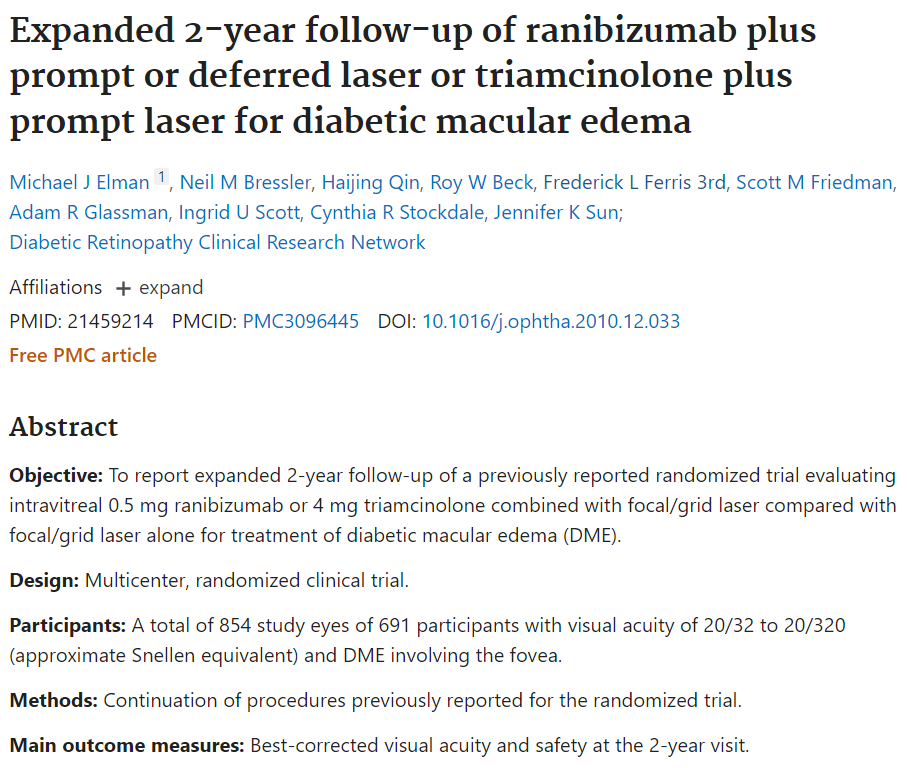 Expanded 2-year follow-up of ranibizumab plus
prompt or deferred laser or triamcinolone plus
prompt laser for diabetic macular edema
Michael J Elman 1, Neil M Bressler, Haijing Qin, Roy W Beck, Frederick L Ferris 3rd, Scott M Friedman,
Adam R Glassman, Ingrid U Scott, Cynthia R Stockdale, Jennifer K Sun;
Diabetic Retinopathy Clinical Research Network
Affiliations + expand
PMID: 21459214 PMCID: PMC3096445 DOI: 10.1016/j.ophtha.2010.12.033
Free PMC article
Abstract
Objective: To report expanded 2-year follow-up of a previously reported randomized trial evaluating
intravitreal 0.5 mg ranibizumab or 4 mg triamcinolone combined with focal/grid laser compared with
focal/grid laser alone for treatment of diabetic macular edema (DME).
Design: Multicenter, randomized clinical trial.
Participants: A total of 854 study eyes of 691 participants with visual acuity of 20/32 to 20/320
(approximate Snellen equivalent) and DME involving the fovea.
Methods: Continuation of procedures previously reported for the randomized trial.
Main outcome measures: Best-corrected visual acuity and safety at the 2-year visit.